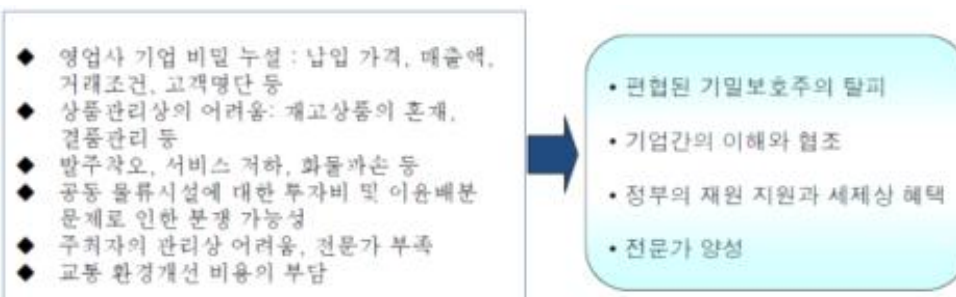 ◆ 영업사 기업 비밀 누설 : 납입 가격, 매출액,
거래조건, 고객명단 등
◆ 상품관리상의 어려움: 재고상품의 혼재,
결품관리 등
◆ 발주착오, 서비스 저하, 화물파손 등
◆ 공동 물류시설에 대한 투자비 및 이윤배분
문제로 인한 분쟁 가능성
◆ 주최자의 관리상 어려움, 전문가 부족
◆ 교통 환경개선 비용의 부담
• 편협된 기밀보호주의 탈피
• 기업간의 이해와 협조
• 정부의 재원 지원과 세제상 혜택
• 전문가 양성